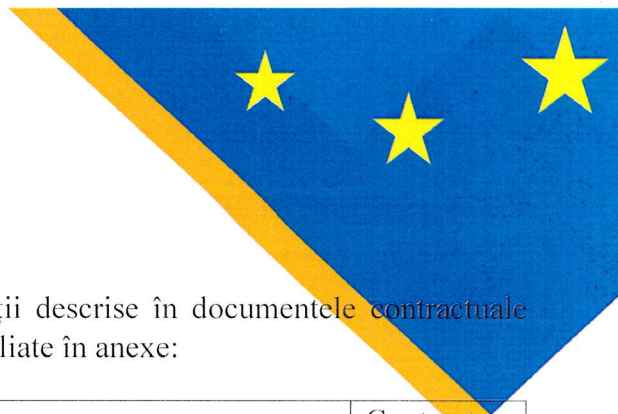 ții descrise în documentele contractuale
liate în anexe: